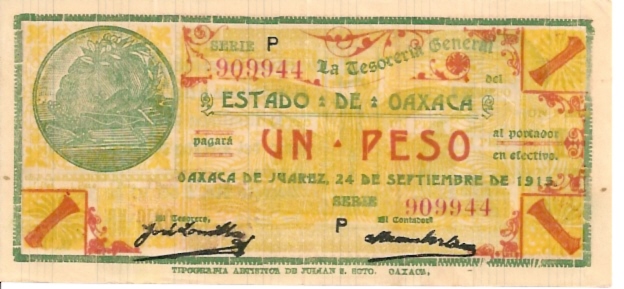 SERIE P
909944 La Tesorería General
del
ESTADO DE OAXACA
pagará UN PESO al portador
en efectivo.
OAXACA DE JUAREZ, 24 DE SEPTIEMBRE DE 1915.
SERIE
P 909944
El Tesorero, El Contador
TIPOGRAFIA DE JULIAN S. SOTO. OAXACA.